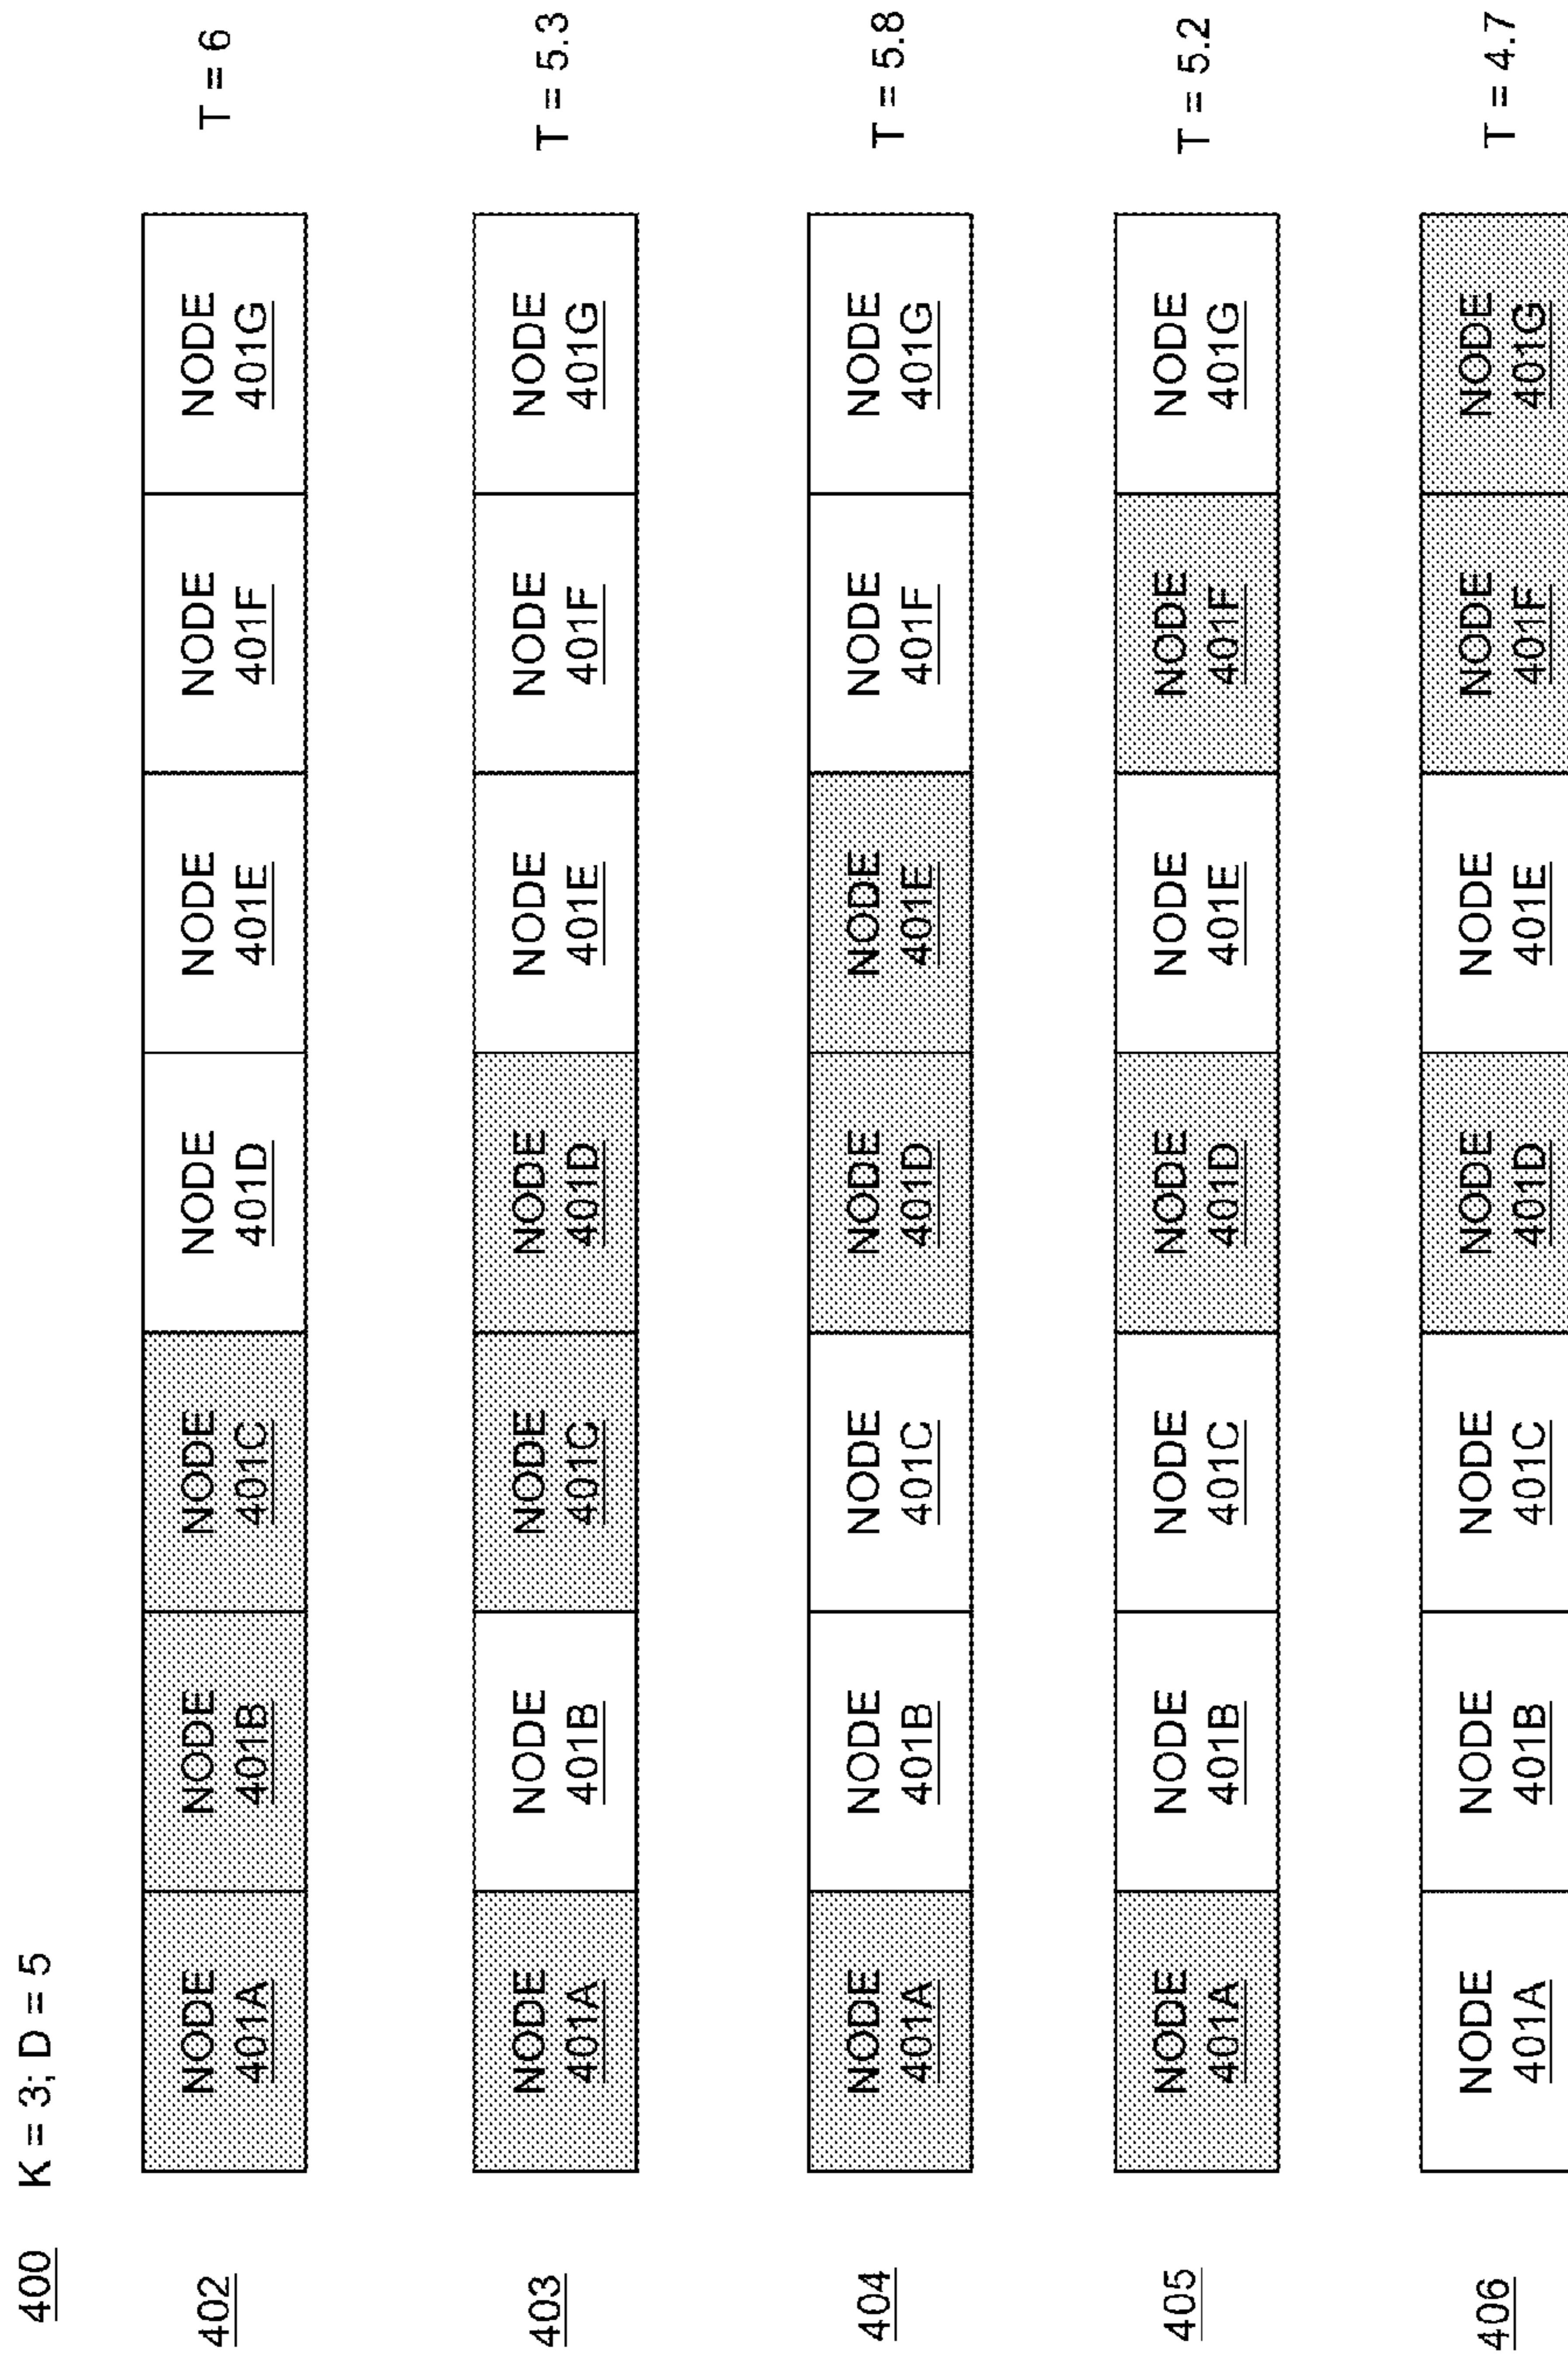 400 K = 3; D = 5
402
NODE 401A
NODE 401B
NODE 401C
NODE 401D
NODE 401E
NODE 401F
NODE 401G
T = 6
403
NODE 401A
NODE 401B
NODE 401C
NODE 401D
NODE 401E
NODE 401F
NODE 401G
T = 5.3
404
NODE 401A
NODE 401B
NODE 401C
NODE 401D
NODE 401E
NODE 401F
NODE 401G
T = 5.8
405
NODE 401A
NODE 401B
NODE 401C
NODE 401D
NODE 401E
NODE 401F
NODE 401G
T = 5.2
406
NODE 401A
NODE 401B
NODE 401C
NODE 401D
NODE 401E
NODE 401F
NODE 401G
T = 4.7